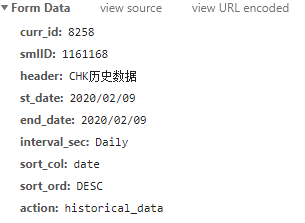 Form Data view source view URL encoded
curr_id: 8258
smlID: 1161168
header: CHK历史数据
st_date: 2020/02/09
end_date: 2020/02/09
interval_sec: Daily
sort_col: date
sort_ord: DESC
action: historical_data